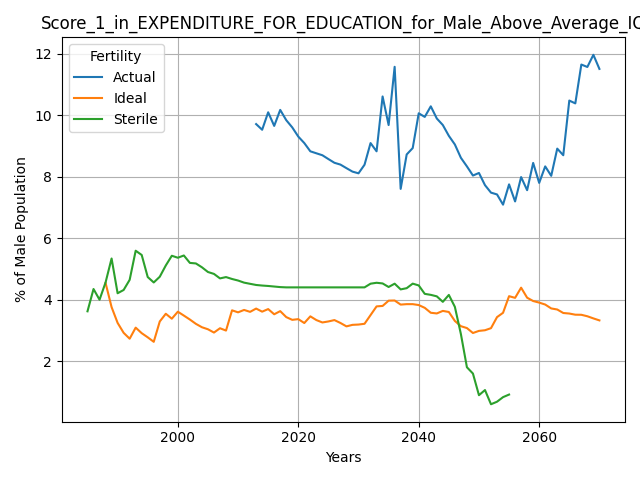 Score_1_in_EXPENDITURE_FOR_EDUCATION_for_Male_Above_Average_IQ
Fertility
Actual
Ideal
Sterile
12
10
8
6
4
2
% of Male Population
2000 2020 2040 2060
Years